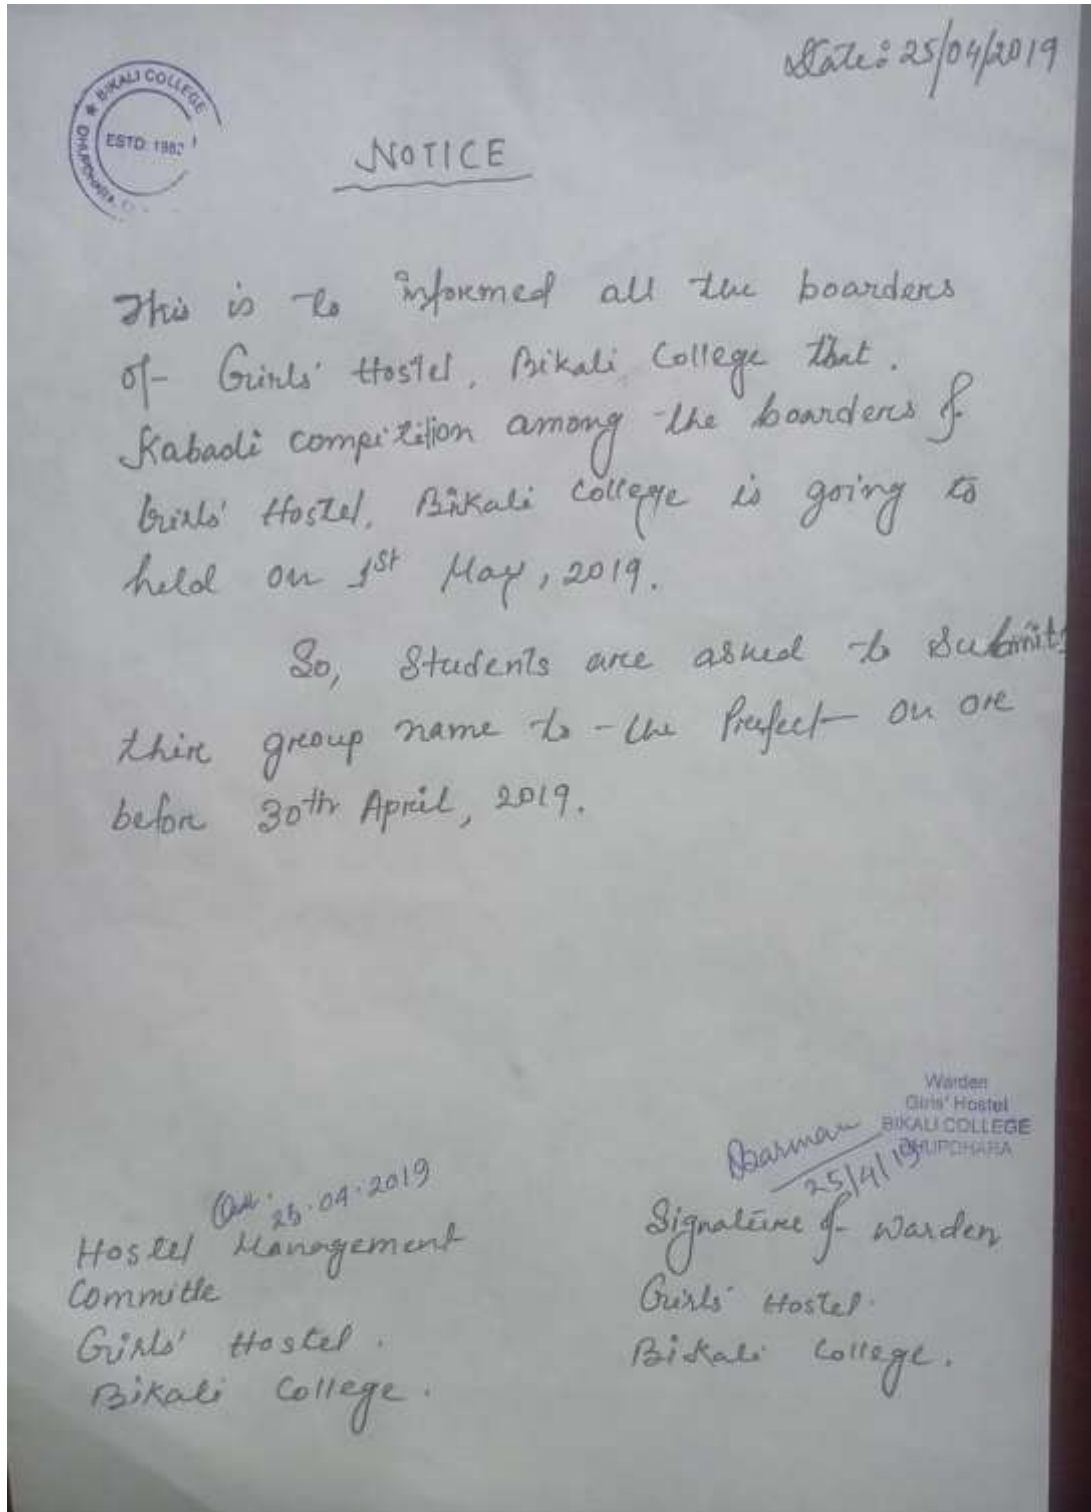 Date: 25/04/2019
★ BIKALI COLLEGE
DHUPDHARA
ESTD: 1982
NOTICE
This is to informed all the boarders
of Girls' Hostel, Bikali College that.
Kabadi compitition among the boarders of
Girls' Hostel, Bikali College is going to
held on 1st May, 2019.
So, Students are asked to submit
thir group name to the Prefect on or
before 30th April, 2019.
Warden
Girls' Hostel
BIKALI COLLEGE
DHUPDHARA
Barman
25/4/19
25.04.2019
Hostel Management
Committe
Girls' Hostel.
Bikali College.
Signature of Warden
Girls' Hostel.
Bikali College.